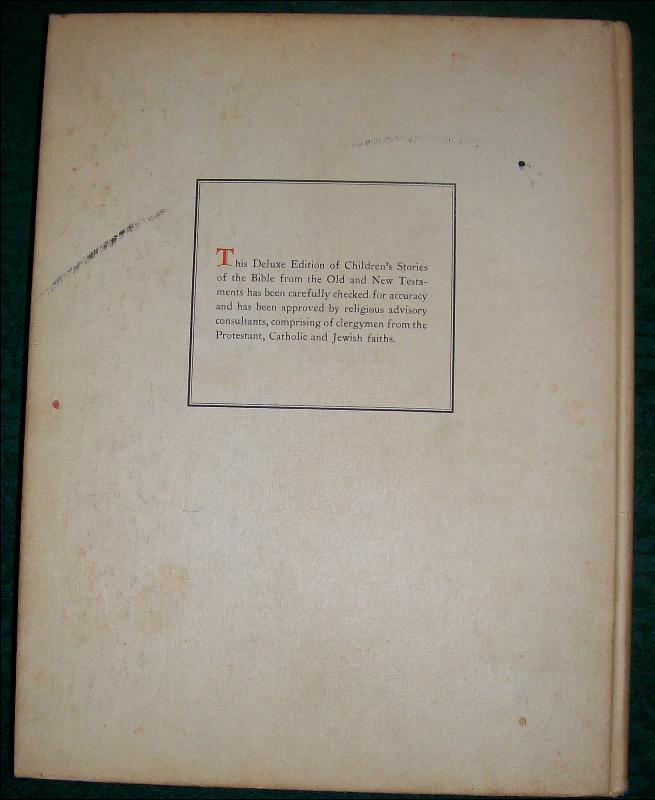 This Deluxe Edition of Children's Stories
of the Bible from the Old and New Testa-
ments has been carefully checked for accuracy
and has been approved by religious advisory
consultants, comprising of clergymen from the
Protestant, Catholic and Jewish faiths.